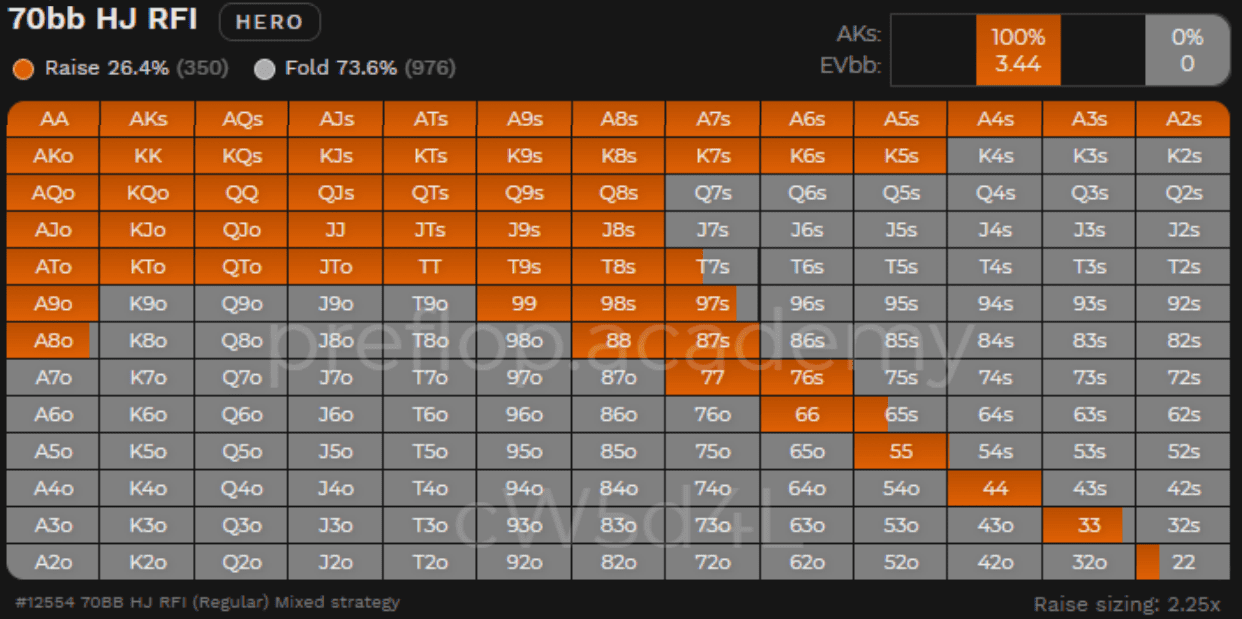 70bb HJ RFI HERO
Raise 26.4% (350) Fold 73.6% (976)
AKs: 100% 0%
EVbb: 3.44 0
AA AKs AQs AJs ATs A9s A8s A7s A6s A5s A4s A3s A2s
AKo KK KQs KJs KTs K9s K8s K7s K6s K5s K4s K3s K2s
AQo KQo QQ QJs QTs Q9s Q8s Q7s Q6s Q5s Q4s Q3s Q2s
AJo KJo QJo JJ JTs J9s J8s J7s J6s J5s J4s J3s J2s
ATo KTo QTo JTo TT T9s T8s T7s T6s T5s T4s T3s T2s
A9o K9o Q9o J9o T9o 99 98s 97s 96s 95s 94s 93s 92s
A8o K8o Q8o J8o T8o 98o 88 87s 86s 85s 84s 83s 82s
preflop.academy
A7o K7o Q7o J7o T7o 97o 87o 77 76s 75s 74s 73s 72s
A6o K6o Q6o J6o T6o 96o 86o 76o 66 65s 64s 63s 62s
A5o K5o Q5o J5o T5o 95o 85o 75o 65o 55 54s 53s 52s
A4o K4o Q4o J4o T4o 94o 84o 74o 64o 54o 44 43s 42s
A3o K3o Q3o J3o T3o 93o 83o 73o 63o 53o 43o 33 32s
cW5d4L
A2o K2o Q2o J2o T2o 92o 82o 72o 62o 52o 42o 32o 22
#12554 70BB HJ RFI (Regular) Mixed strategy
Raise sizing: 2.25x